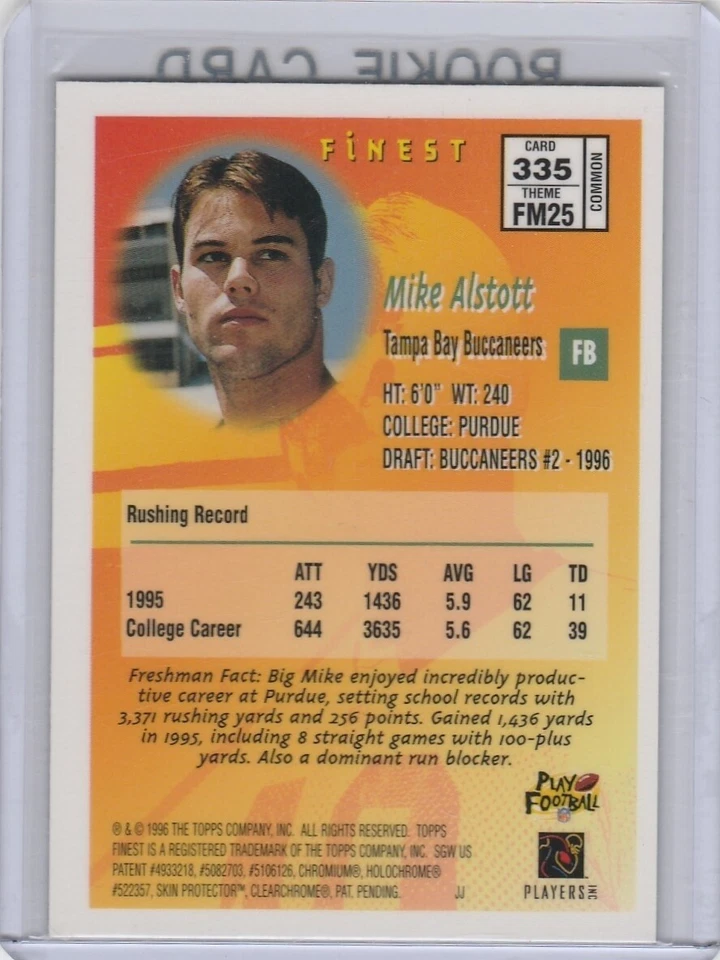 ROOKIE CARD
FiNEST
CARD
335
THEME
FM25
COMMON
Mike Alstott
Tampa Bay Buccaneers
FB
HT: 6'0" WT: 240
COLLEGE: PURDUE
DRAFT: BUCCANEERS #2 - 1996
Rushing Record
ATT YDS AVG LG TD
1995 243 1436 5.9 62 11
College Career 644 3635 5.6 62 39
Freshman Fact: Big Mike enjoyed incredibly produc-
tive career at Purdue, setting school records with
3,371 rushing yards and 256 points. Gained 1,436 yards
in 1995, including 8 straight games with 100-plus
yards. Also a dominant run blocker.
PLAY
FOOTBALL
NFL
® & © 1996 THE TOPPS COMPANY, INC. ALL RIGHTS RESERVED. TOPPS
FINEST IS A REGISTERED TRADEMARK OF THE TOPPS COMPANY, INC. SGW US
PATENT #4933218, #5082703, #5106126, CHROMIUM®, HOLOCHROME®
#522357, SKIN PROTECTOR™, CLEARCHROME®, PAT. PENDING. JJ
PLAYERS INC